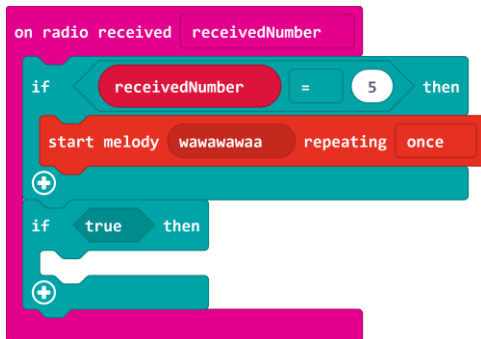 on radio received receivedNumber
if receivedNumber = 5 then
start melody wawawawaa repeating once
if true then